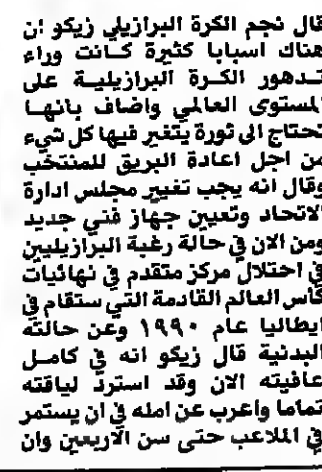 قال نجم الكرة البرازيلي زيكو ان
هناك اسبابا كثيرة كانت وراء
تدهور الكرة البرازيلية على
المستوى العالمي واضاف بانها
تحتاج الى ثورة يتغير فيها كل شيء
من اجل اعادة البريق للمنتخب
وقال انه يجب تغيير مجلس ادارة
الاتحاد وتعيين جهاز فني جديد
ومن الان في حالة رغبة البرازيليين
في احتلال مركز متقدم في نهائيات
كأس العالم القادمة التي ستقام في
ايطاليا عام ١٩٩٠ وعن حالته
البدنية قال زيكو انه في كامل
عافيته الان وقد استرد لياقته
تماما واعرب عن امله في ان يستمر
في الملاعب حتى سن الاربعين وان